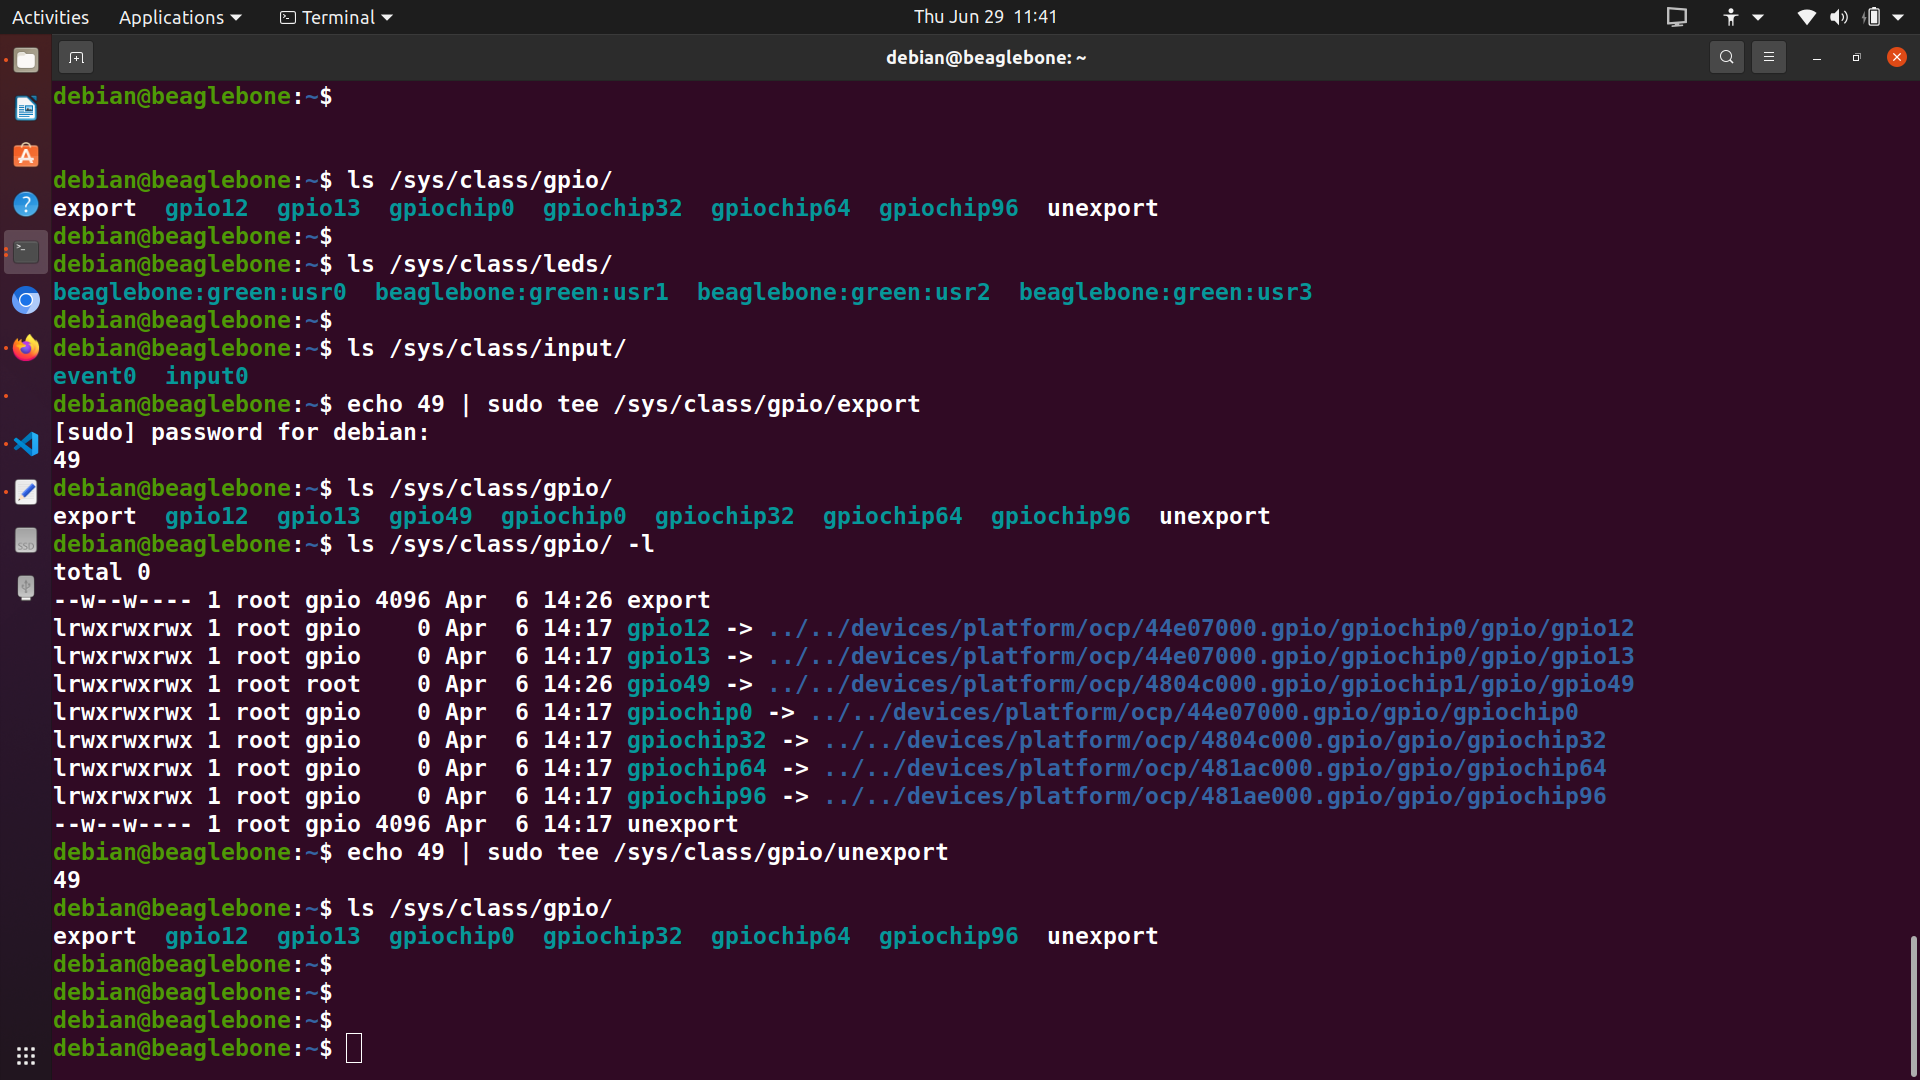 Activities Applications Terminal Thu Jun 29 11:41
debian@beaglebone: ~
debian@beaglebone:~$
debian@beaglebone:~$ ls /sys/class/gpio/
export  gpio12  gpio13  gpiochip0  gpiochip32  gpiochip64  gpiochip96  unexport
debian@beaglebone:~$
debian@beaglebone:~$ ls /sys/class/leds/
beaglebone:green:usr0  beaglebone:green:usr1  beaglebone:green:usr2  beaglebone:green:usr3
debian@beaglebone:~$
debian@beaglebone:~$ ls /sys/class/input/
event0  input0
debian@beaglebone:~$ echo 49 | sudo tee /sys/class/gpio/export
[sudo] password for debian:
49
debian@beaglebone:~$ ls /sys/class/gpio/
export  gpio12  gpio13  gpio49  gpiochip0  gpiochip32  gpiochip64  gpiochip96  unexport
debian@beaglebone:~$ ls /sys/class/gpio/ -l
total 0
--w--w---- 1 root gpio 4096 Apr  6 14:26 export
lrwxrwxrwx 1 root gpio    0 Apr  6 14:17 gpio12 -> ../../devices/platform/ocp/44e07000.gpio/gpiochip0/gpio/gpio12
lrwxrwxrwx 1 root gpio    0 Apr  6 14:17 gpio13 -> ../../devices/platform/ocp/44e07000.gpio/gpiochip0/gpio/gpio13
lrwxrwxrwx 1 root root    0 Apr  6 14:26 gpio49 -> ../../devices/platform/ocp/4804c000.gpio/gpiochip1/gpio/gpio49
lrwxrwxrwx 1 root gpio    0 Apr  6 14:17 gpiochip0 -> ../../devices/platform/ocp/44e07000.gpio/gpio/gpiochip0
lrwxrwxrwx 1 root gpio    0 Apr  6 14:17 gpiochip32 -> ../../devices/platform/ocp/4804c000.gpio/gpio/gpiochip32
lrwxrwxrwx 1 root gpio    0 Apr  6 14:17 gpiochip64 -> ../../devices/platform/ocp/481ac000.gpio/gpio/gpiochip64
lrwxrwxrwx 1 root gpio    0 Apr  6 14:17 gpiochip96 -> ../../devices/platform/ocp/481ae000.gpio/gpio/gpiochip96
--w--w---- 1 root gpio 4096 Apr  6 14:17 unexport
debian@beaglebone:~$ echo 49 | sudo tee /sys/class/gpio/unexport
49
debian@beaglebone:~$ ls /sys/class/gpio/
export  gpio12  gpio13  gpiochip0  gpiochip32  gpiochip64  gpiochip96  unexport
debian@beaglebone:~$
debian@beaglebone:~$
debian@beaglebone:~$
debian@beaglebone:~$
SSD